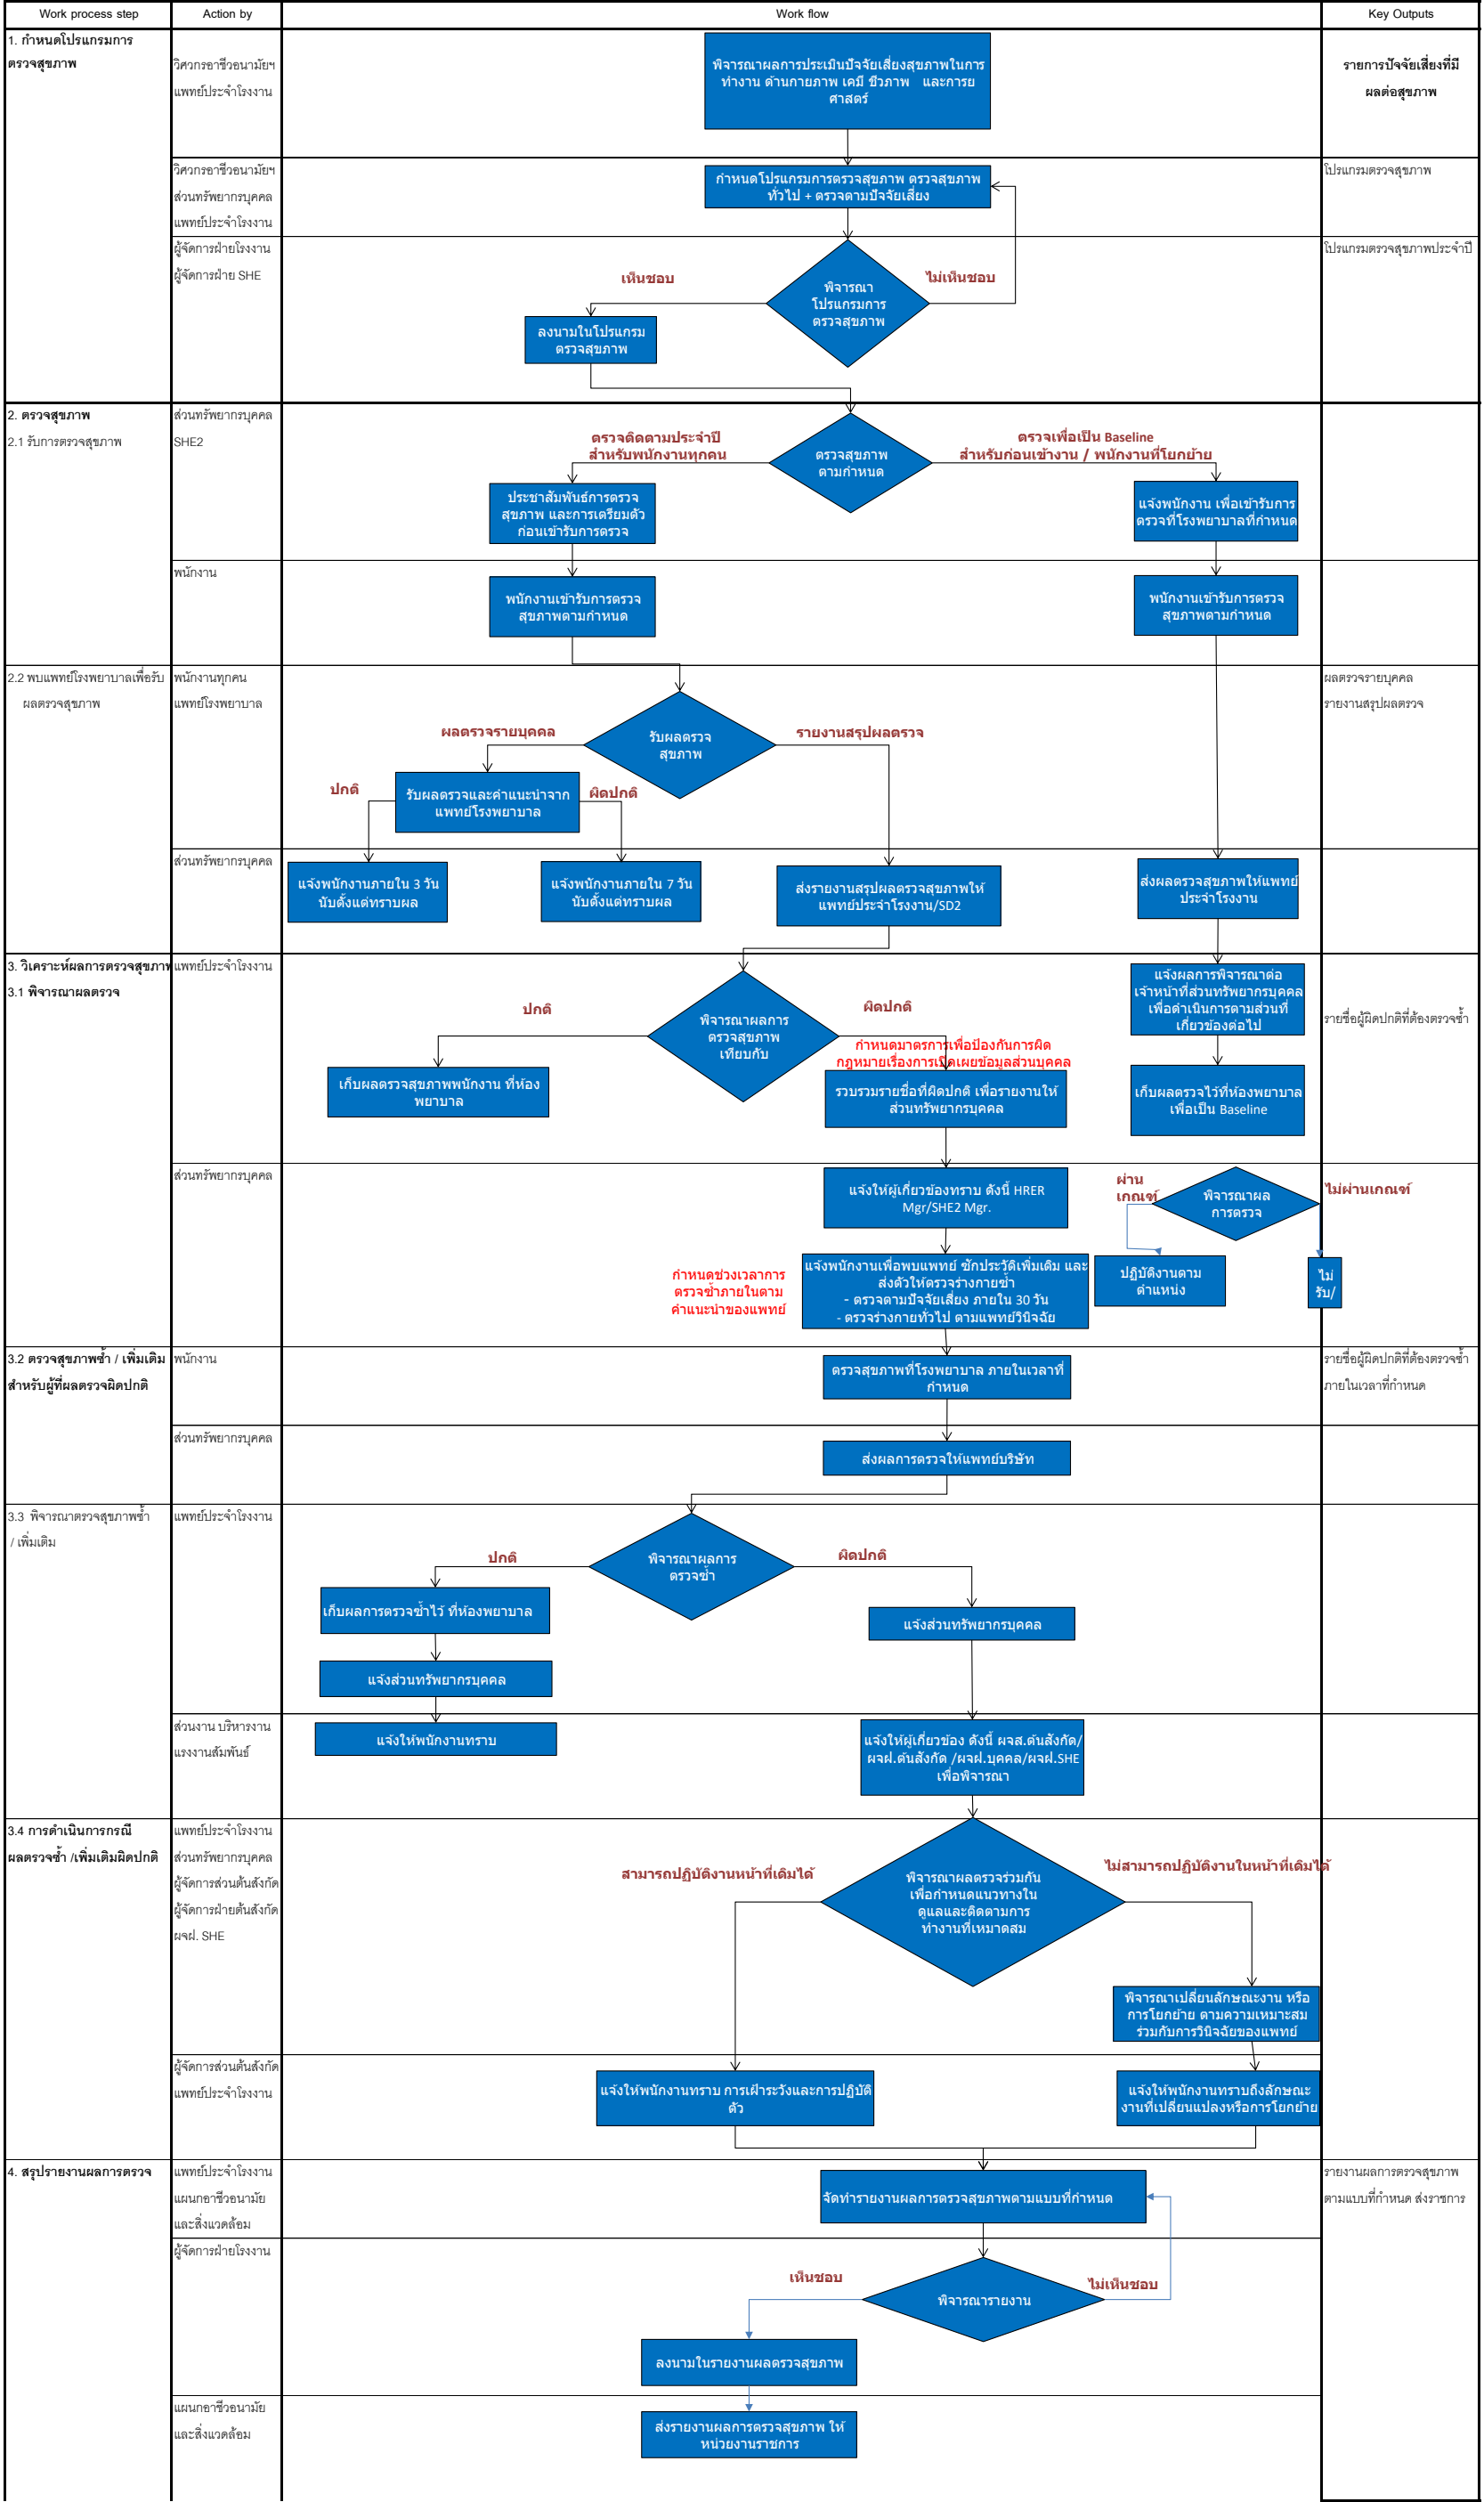 Work process step
Action by
Work flow
Key Outputs
1. กำหนดโปรแกรมการ
ตรวจสุขภาพ
วิศวกรอาชีวอนามัยฯ
แพทย์ประจำโรงงาน
พิจารณาผลการประเมินปัจจัยเสี่ยงสุขภาพในการ
ทำงาน ด้านกายภาพ เคมี ชีวภาพ และการย
ศาสตร์
รายการปัจจัยเสี่ยงที่มี
ผลต่อสุขภาพ
วิศวกรอาชีวอนามัยฯ
ส่วนทรัพยากรบุคคล
แพทย์ประจำโรงงาน
กำหนดโปรแกรมการตรวจสุขภาพ ตรวจสุขภาพ
ทั่วไป + ตรวจตามปัจจัยเสี่ยง
โปรแกรมตรวจสุขภาพ
ผู้จัดการฝ่ายโรงงาน
ผู้จัดการฝ่าย SHE
เห็นชอบ
พิจารณา
โปรแกรมการ
ตรวจสุขภาพ
ไม่เห็นชอบ
ลงนามในโปรแกรม
ตรวจสุขภาพ
โปรแกรมตรวจสุขภาพประจำปี
2. ตรวจสุขภาพ
2.1 รับการตรวจสุขภาพ
ส่วนทรัพยากรบุคคล
SHE2
ตรวจติดตามประจำปี
สำหรับพนักงานทุกคน
ตรวจสุขภาพ
ตามกำหนด
ตรวจเพื่อเป็น Baseline
สำหรับก่อนเข้างาน / พนักงานที่โยกย้าย
ประชาสัมพันธ์การตรวจ
สุขภาพ และการเตรียมตัว
ก่อนเข้ารับการตรวจ
แจ้งพนักงาน เพื่อเข้ารับการ
ตรวจที่โรงพยาบาลที่กำหนด
พนักงาน
พนักงานเข้ารับการตรวจ
สุขภาพตามกำหนด
พนักงานเข้ารับการตรวจ
สุขภาพตามกำหนด
2.2 พบแพทย์โรงพยาบาลเพื่อรับ
ผลตรวจสุขภาพ
พนักงานทุกคน
แพทย์โรงพยาบาล
ผลตรวจรายบุคคล
รับผลตรวจ
สุขภาพ
รายงานสรุปผลตรวจ
ผลตรวจรายบุคคล
รายงานสรุปผลตรวจ
ปกติ
รับผลตรวจและคำแนะนำจาก
แพทย์โรงพยาบาล
ผิดปกติ
ส่วนทรัพยากรบุคคล
แจ้งพนักงานภายใน 3 วัน
นับตั้งแต่ทราบผล
แจ้งพนักงานภายใน 7 วัน
นับตั้งแต่ทราบผล
ส่งรายงานสรุปผลตรวจสุขภาพให้
แพทย์ประจำโรงงาน/SD2
ส่งผลตรวจสุขภาพให้แพทย์
ประจำโรงงาน
3. วิเคราะห์ผลการตรวจสุขภาพ
3.1 พิจารณาผลตรวจ
แพทย์ประจำโรงงาน
ปกติ
พิจารณาผลการ
ตรวจสุขภาพ
เทียบกับ
ผิดปกติ
กำหนดมาตรการเพื่อป้องกันการผิด
กฎหมายเรื่องการเปิดเผยข้อมูลส่วนบุคคล
แจ้งผลการพิจารณาต่อ
เจ้าหน้าที่ส่วนทรัพยากรบุคคล
เพื่อดำเนินการตามส่วนที่
เกี่ยวข้องต่อไป
รายชื่อผู้ผิดปกติที่ต้องตรวจซ้ำ
เก็บผลตรวจสุขภาพพนักงาน ที่ห้อง
พยาบาล
รวบรวมรายชื่อที่ผิดปกติ เพื่อรายงานให้
ส่วนทรัพยากรบุคคล
เก็บผลตรวจไว้ที่ห้องพยาบาล
เพื่อเป็น Baseline
ส่วนทรัพยากรบุคคล
แจ้งให้ผู้เกี่ยวข้องทราบ ดังนี้ HRER
Mgr/SHE2 Mgr.
ผ่าน
เกณฑ์
พิจารณาผล
การตรวจ
ไม่ผ่านเกณฑ์
กำหนดช่วงเวลาการ
ตรวจซ้ำภายในตาม
คำแนะนำของแพทย์
แจ้งพนักงานเพื่อพบแพทย์ ซักประวัติเพิ่มเติม และ
ส่งตัวให้ตรวจร่างกายซ้ำ
- ตรวจตามปัจจัยเสี่ยง ภายใน 30 วัน
- ตรวจร่างกายทั่วไป ตามแพทย์วินิจฉัย
ปฏิบัติงานตาม
ตำแหน่ง
ไม่
รับ/
3.2 ตรวจสุขภาพซ้ำ / เพิ่มเติม
สำหรับผู้ที่ผลตรวจผิดปกติ
พนักงาน
ตรวจสุขภาพที่โรงพยาบาล ภายในเวลาที่
กำหนด
รายชื่อผู้ผิดปกติที่ต้องตรวจซ้ำ
ภายในเวลาที่กำหนด
ส่วนทรัพยากรบุคคล
ส่งผลการตรวจให้แพทย์บริษัท
3.3 พิจารณาตรวจสุขภาพซ้ำ
/ เพิ่มเติม
แพทย์ประจำโรงงาน
ปกติ
พิจารณาผลการ
ตรวจซ้ำ
ผิดปกติ
เก็บผลการตรวจซ้ำไว้ ที่ห้องพยาบาล
แจ้งส่วนทรัพยากรบุคคล
แจ้งส่วนทรัพยากรบุคคล
ส่วนงาน บริหารงาน
แรงงานสัมพันธ์
แจ้งให้พนักงานทราบ
แจ้งให้ผู้เกี่ยวข้อง ดังนี้ ผจส.ต้นสังกัด/
ผจฝ.ต้นสังกัด /ผจฝ.บุคคล/ผจฝ.SHE
เพื่อพิจารณา
3.4 การดำเนินการกรณี
ผลตรวจซ้ำ /เพิ่มเติมผิดปกติ
แพทย์ประจำโรงงาน
ส่วนทรัพยากรบุคคล
ผู้จัดการส่วนต้นสังกัด
ผู้จัดการฝ่ายต้นสังกัด
ผจฝ. SHE
สามารถปฏิบัติงานหน้าที่เดิมได้
พิจารณาผลตรวจร่วมกัน
เพื่อกำหนดแนวทางใน
ดูแลและติดตามการ
ทำงานที่เหมาตสม
ไม่สามารถปฏิบัติงานในหน้าที่เดิมได้
พิจารณาเปลี่ยนลักษณะงาน หรือ
การโยกย้าย ตามความเหมาะสม
ร่วมกับการวินิจฉัยของแพทย์
ผู้จัดการส่วนต้นสังกัด
แพทย์ประจำโรงงาน
แจ้งให้พนักงานทราบ การเฝ้าระวังและการปฏิบัติ
ตัว
แจ้งให้พนักงานทราบถึงลักษณะ
งานที่เปลี่ยนแปลงหรือการโยกย้าย
4. สรุปรายงานผลการตรวจ
แพทย์ประจำโรงงาน
แผนกอาชีวอนามัย
และสิ่งแวดล้อม
จัดทำรายงานผลการตรวจสุขภาพตามแบบที่กำหนด
รายงานผลการตรวจสุขภาพ
ตามแบบที่กำหนด ส่งราชการ
ผู้จัดการฝ่ายโรงงาน
เห็นชอบ
พิจารณารายงาน
ไม่เห็นชอบ
ลงนามในรายงานผลตรวจสุขภาพ
แผนกอาชีวอนามัย
และสิ่งแวดล้อม
ส่งรายงานผลการตรวจสุขภาพ ให้
หน่วยงานราชการ